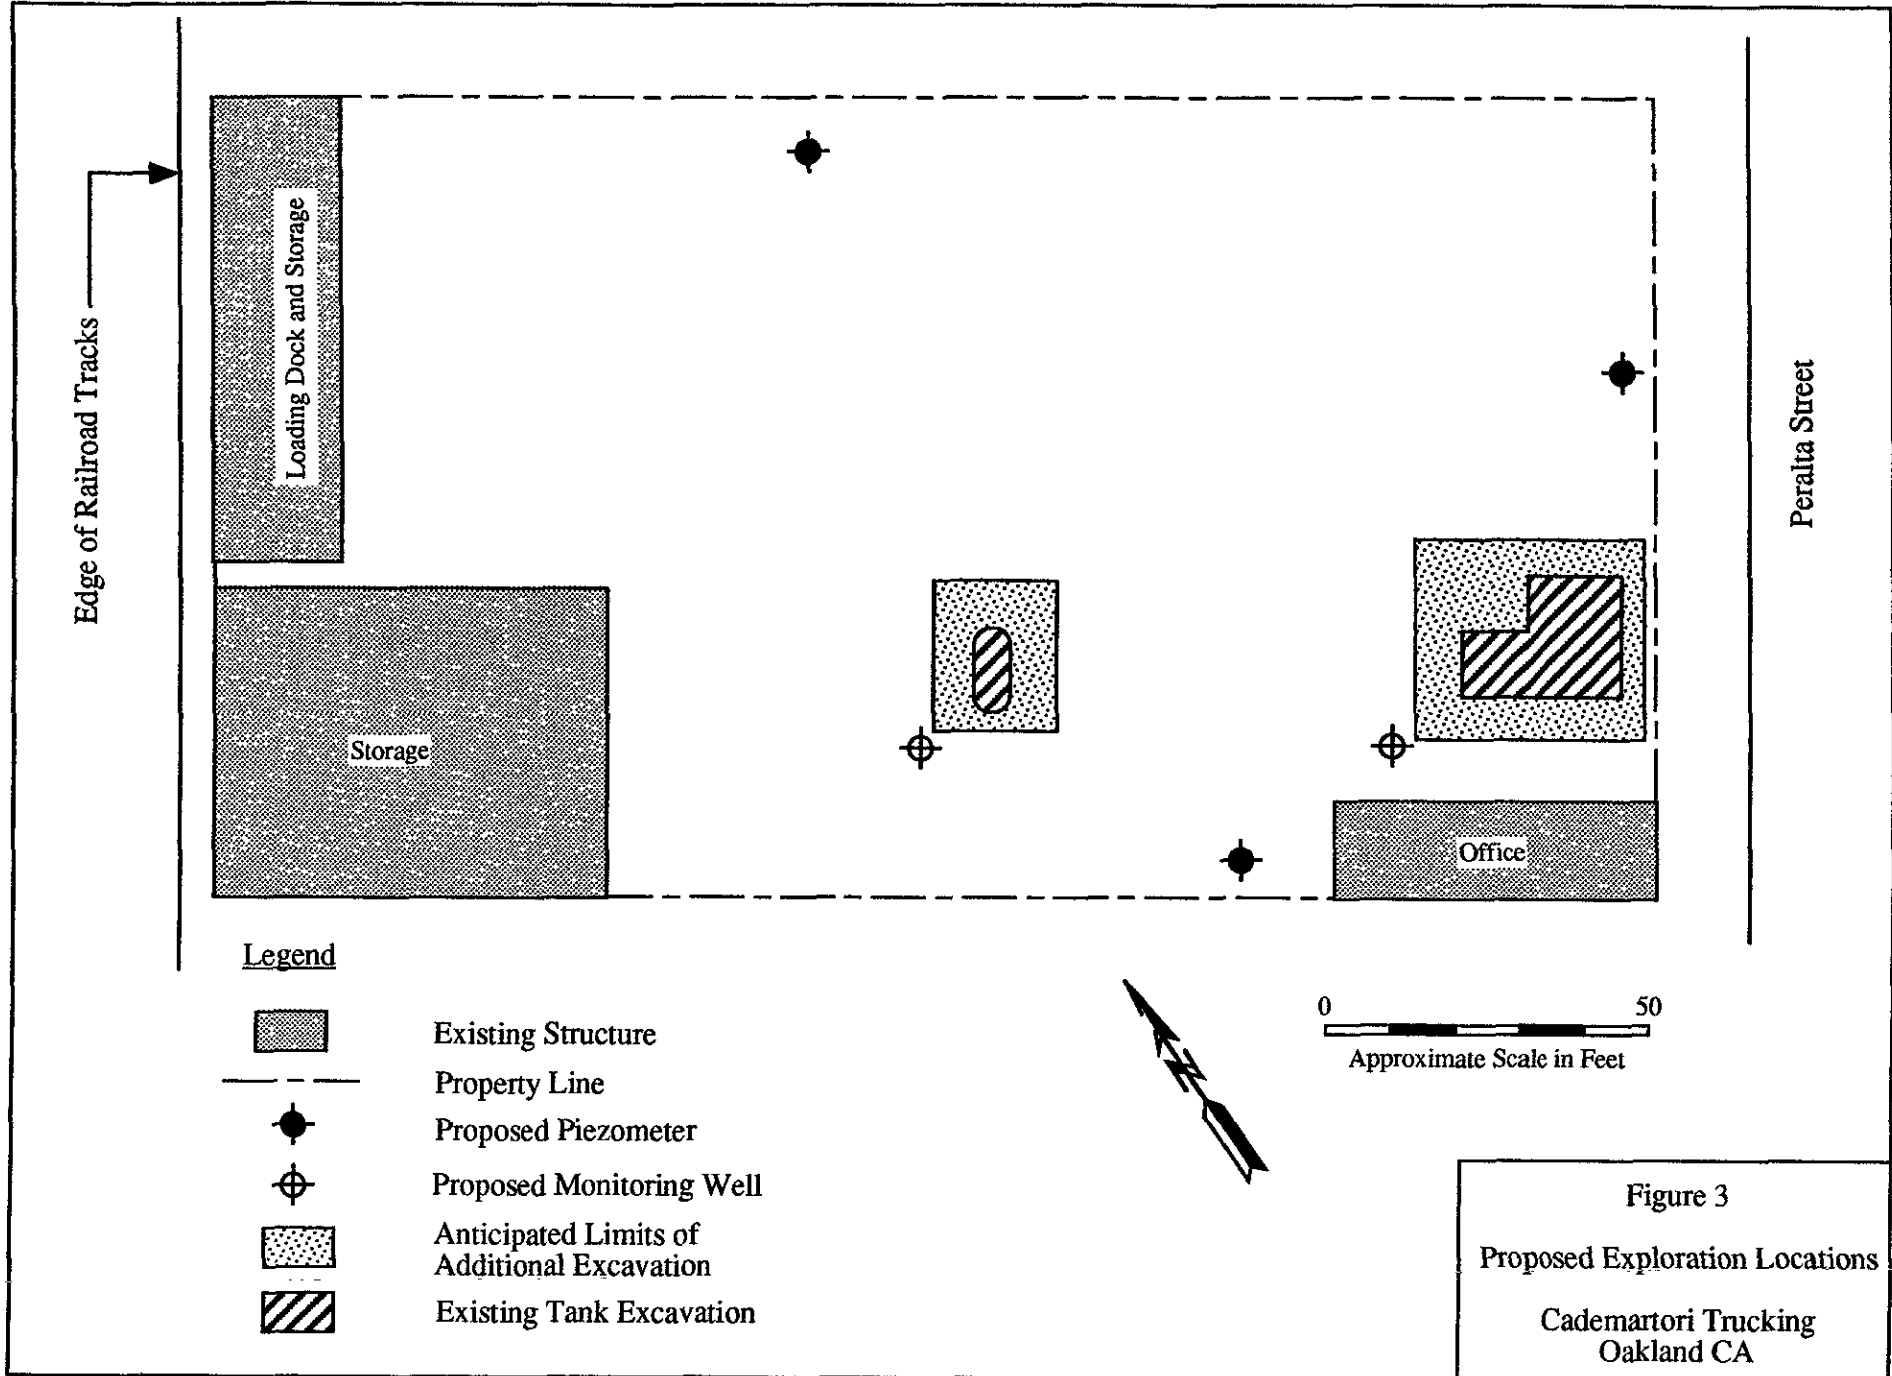 Edge of Railroad Tracks
Loading Dock and Storage
Peralta Street
Storage
Office
Legend
Existing Structure
Property Line
Proposed Piezometer
Proposed Monitoring Well
Anticipated Limits of
Additional Excavation
Existing Tank Excavation
N
0 50
Approximate Scale in Feet
Figure 3
Proposed Exploration Locations
Cademartori Trucking
Oakland CA